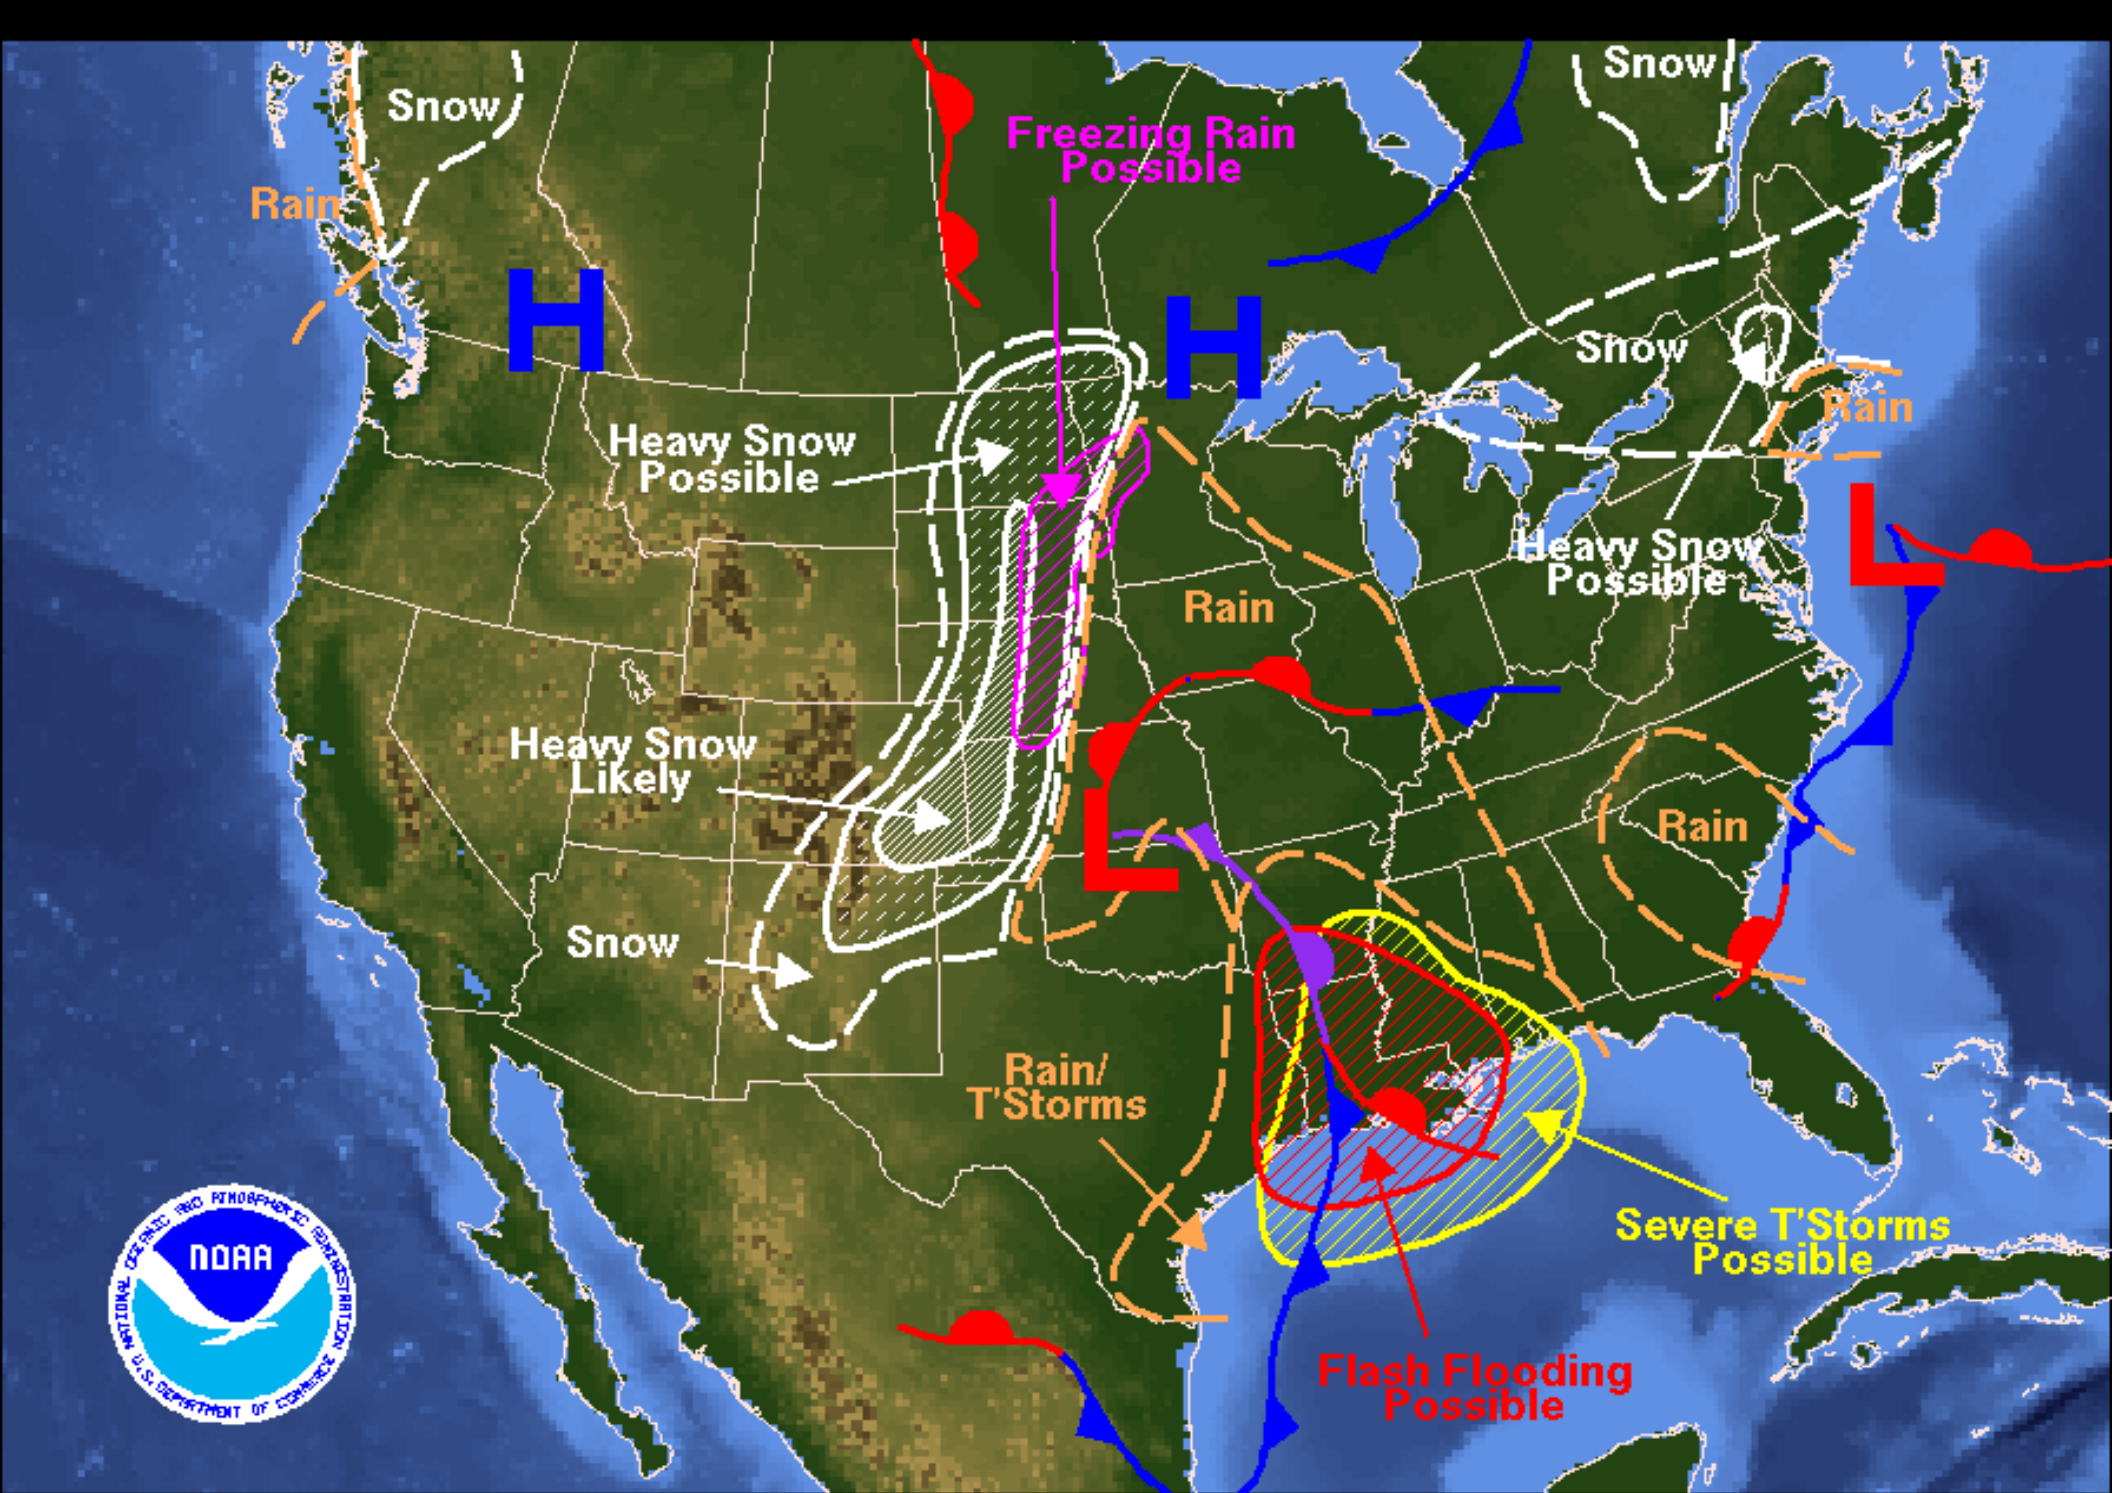 Snow
Snow
Freezing Rain
Possible
Rain
H
H
Snow
Rain
Heavy Snow
Possible
L
Heavy Snow
Possible
Rain
Heavy Snow
Likely
L
Rain
Snow
Rain/
T'Storms
Severe T'Storms
Possible
NOAA
NATIONAL OCEANIC AND ATMOSPHERIC ADMINISTRATION
U.S. DEPARTMENT OF COMMERCE
Flash Flooding
Possible